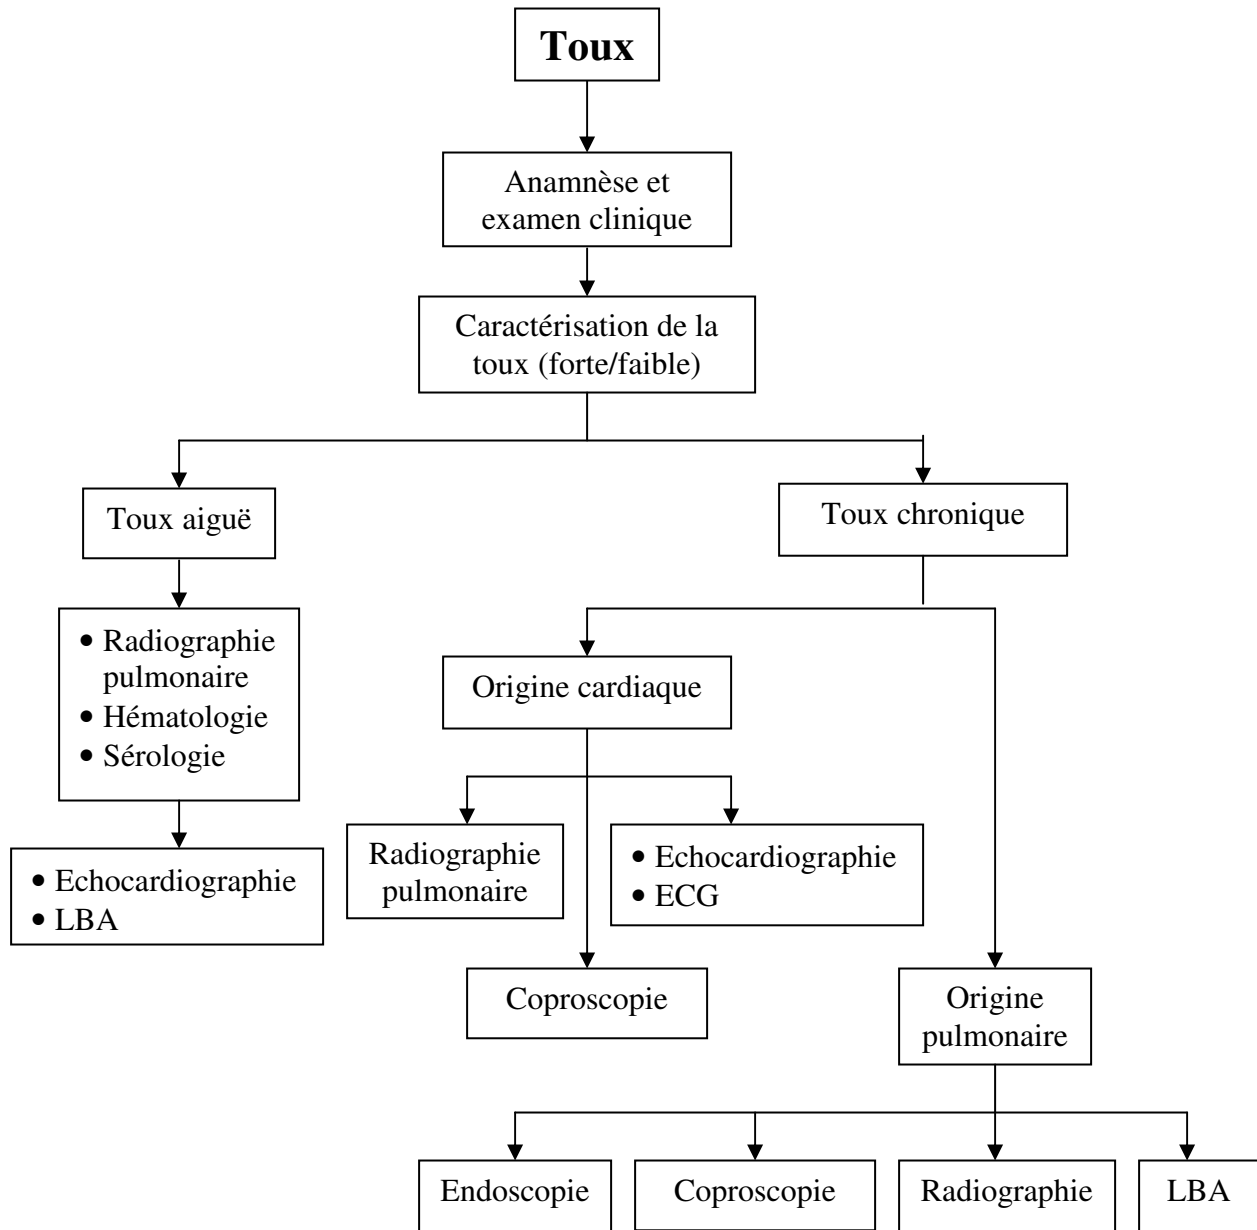 Toux
Anamnèse et
examen clinique
Caractérisation de la
toux (forte/faible)
Toux aiguë
Toux chronique
• Radiographie
pulmonaire
• Hématologie
• Sérologie
Origine cardiaque
• Echocardiographie
• LBA
Radiographie
pulmonaire
• Echocardiographie
• ECG
Coproscopie
Origine
pulmonaire
Endoscopie
Coproscopie
Radiographie
LBA